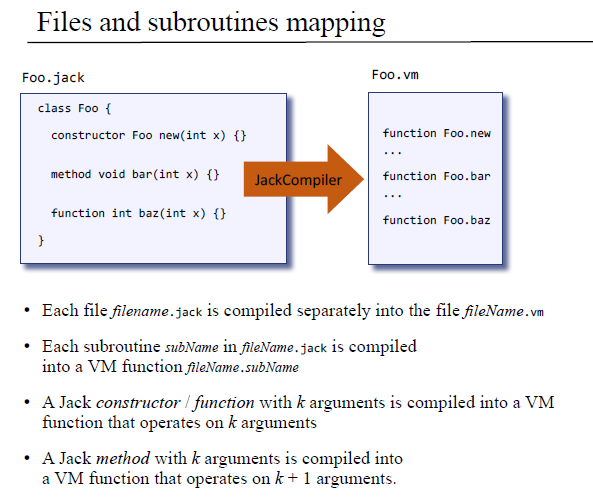 Files and subroutines mapping
Foo.jack
class Foo {
constructor Foo new(int x) {}
method void bar(int x) {}
function int baz(int x) {}
}
JackCompiler
Foo.vm
function Foo.new
...
function Foo.bar
...
function Foo.baz
• Each file filename.jack is compiled separately into the file fileName.vm
• Each subroutine subName in fileName.jack is compiled
into a VM function fileName.subName
• A Jack constructor / function with k arguments is compiled into a VM
function that operates on k arguments
• A Jack method with k arguments is compiled into
a VM function that operates on k + 1 arguments.